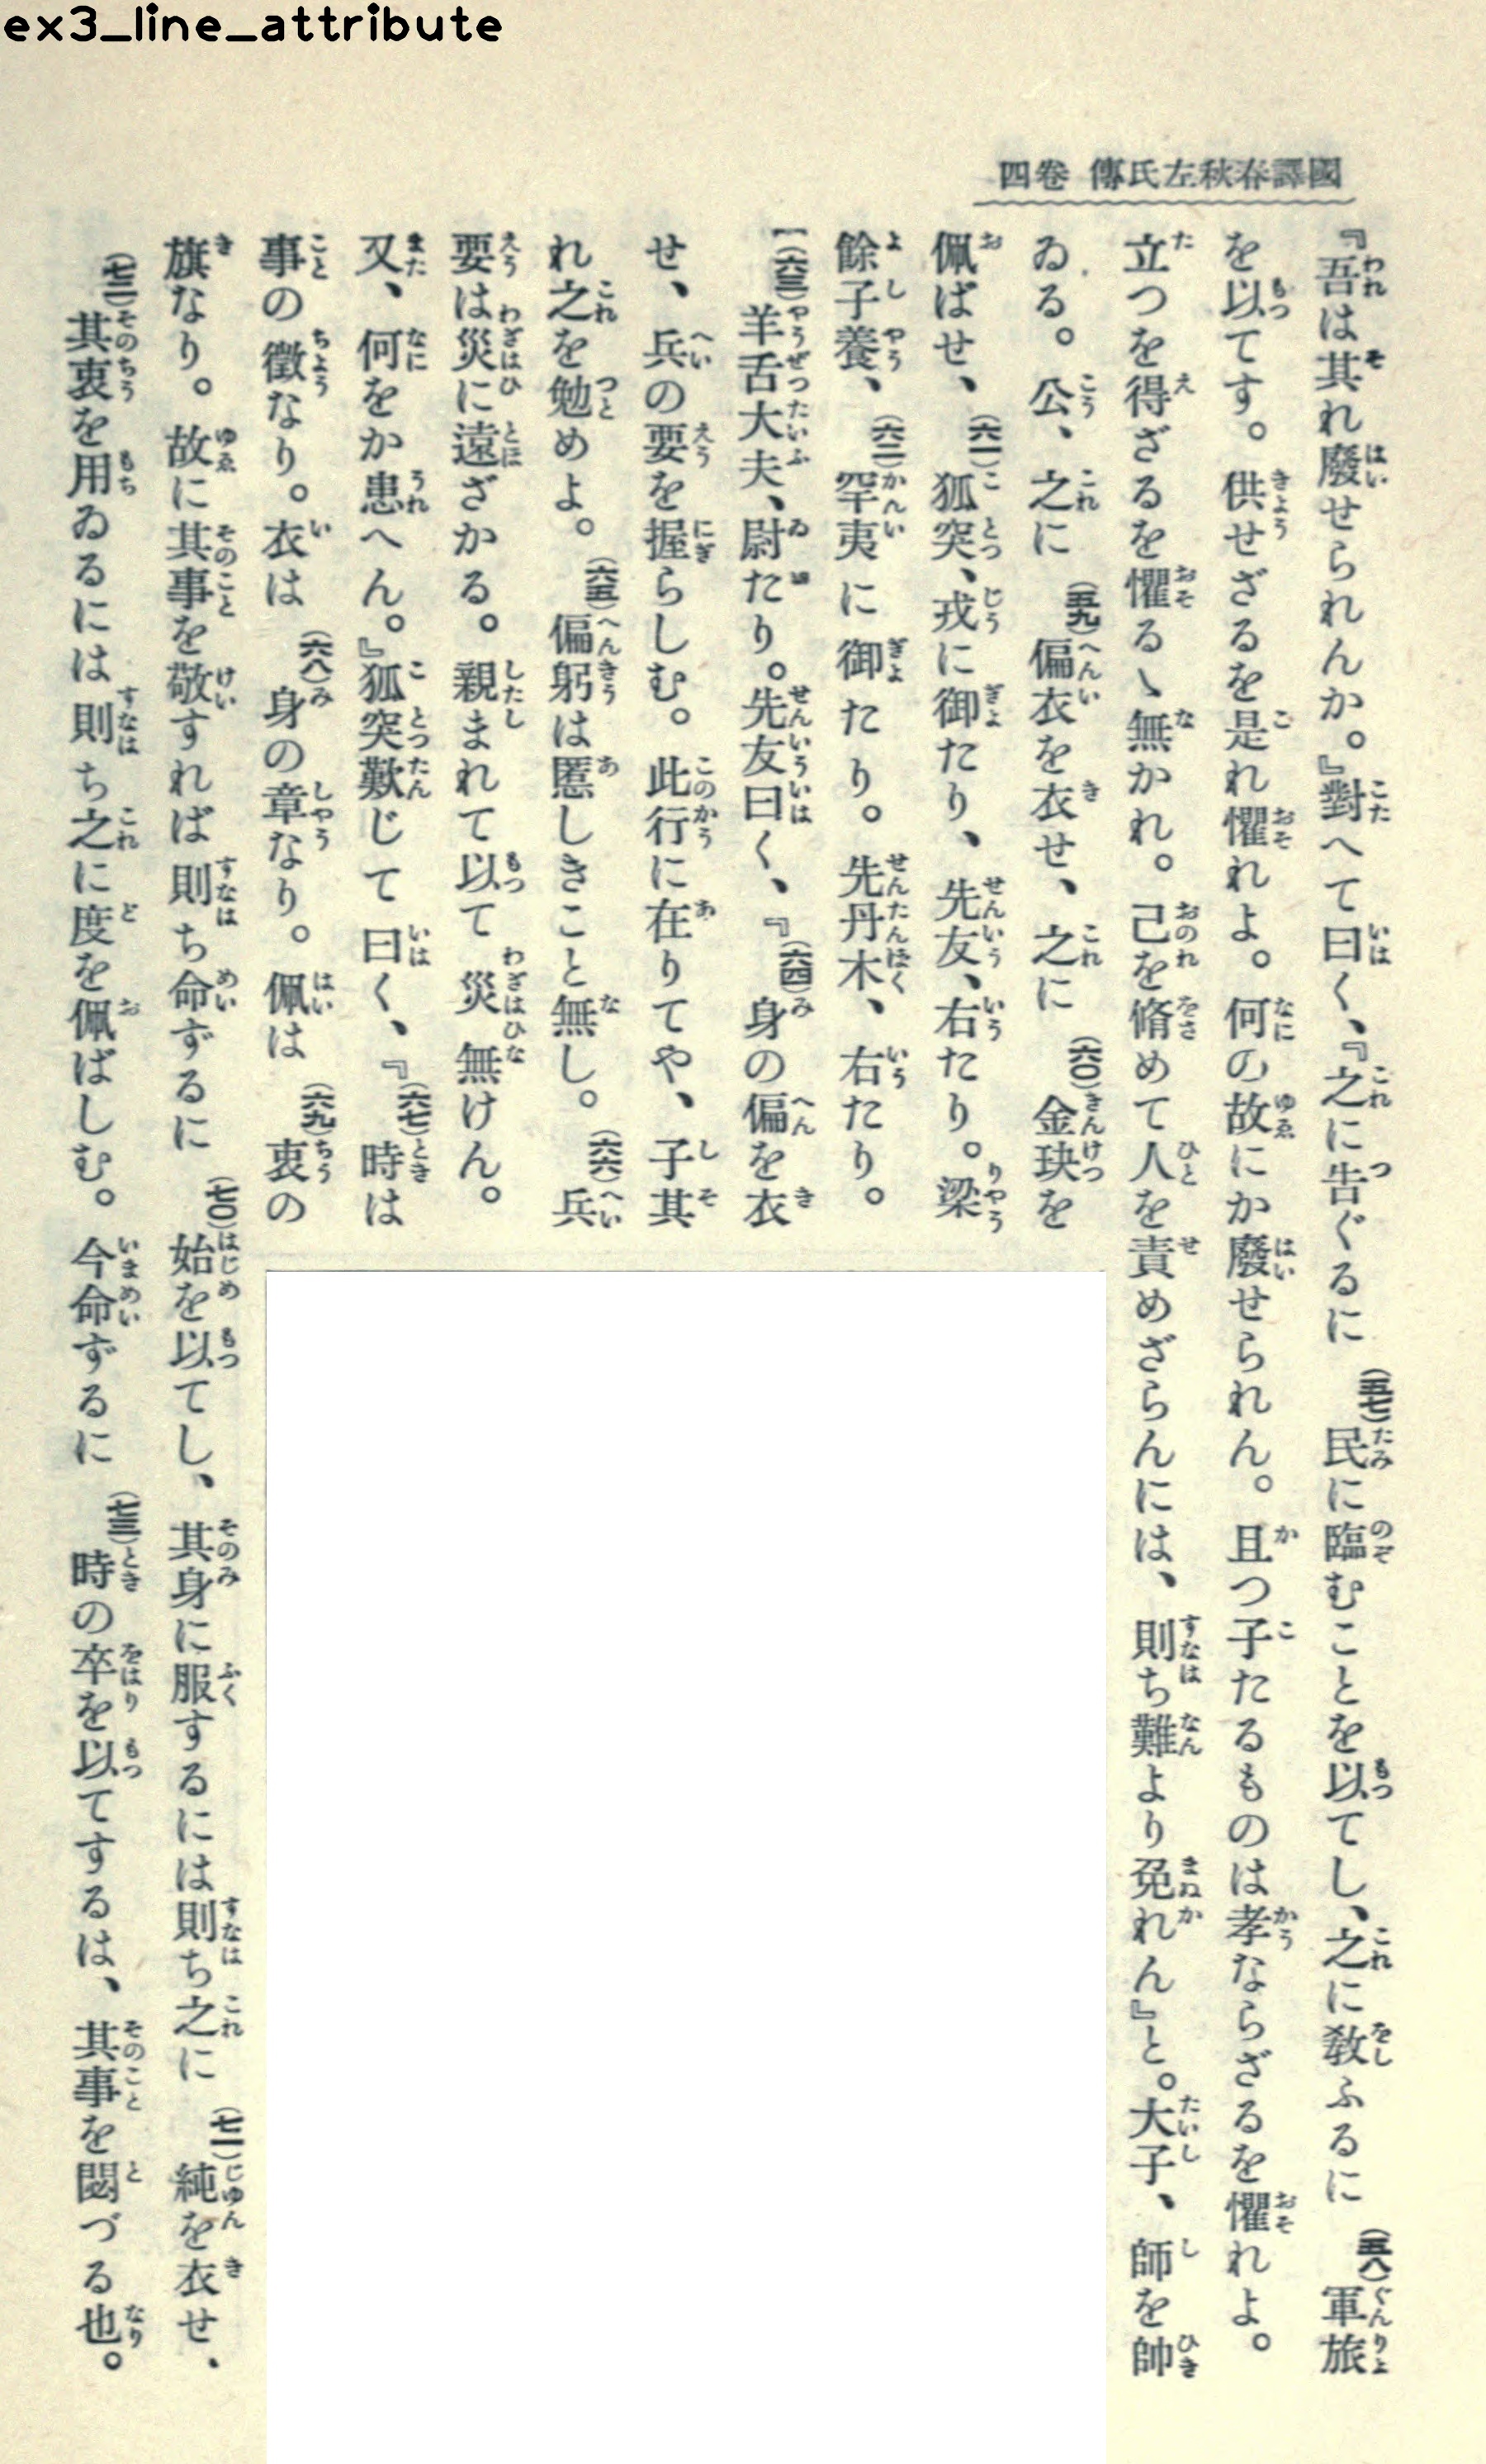 ex3_line_attribute
四卷 傳氏左秋春譯國
『吾は其れ廢せられんか。』對へて曰く、『之に告ぐるに(五七)民に臨むことを以てし、之に敎ふるに(五八)軍旅
を以てす。供せざるを是れ懼れよ。何の故にか廢せられん。且つ子たるものは孝ならざるを懼れよ。
立つを得ざるを懼るゝ無かれ。己を脩めて人を責めざらんには、則ち難より免れん』と。大子、師を帥
ゐる。公、之に(五九)偏衣を衣せ、之に(六〇)金玦を
佩ばせ、(六一)狐突、戎に御たり、先友、右たり。梁
餘子養、(六二)罕夷に御たり。先丹木、右たり。
(六三)羊舌大夫、尉たり。先友曰く、『(六四)身の偏を衣
せ、兵の要を握らしむ。此行に在りてや、子其
れ之を勉めよ。(六五)偏躬は慝しきこと無し。(六六)兵
要は災に遠ざかる。親まれて以て災無けん。
又、何をか患へん。』狐突歎じて曰く、『(六七)時は
事の徵なり。衣は(六八)身の章なり。佩は(六九)衷の
旗なり。故に其事を敬すれば則ち命ずるに(七〇)始を以てし、其身に服するには則ち之に(七一)純を衣せ、
(七二)其衷を用ゐるには則ち之に度を佩ばしむ。今命ずるに(七三)時の卒を以てするは、其事を閟づる也。